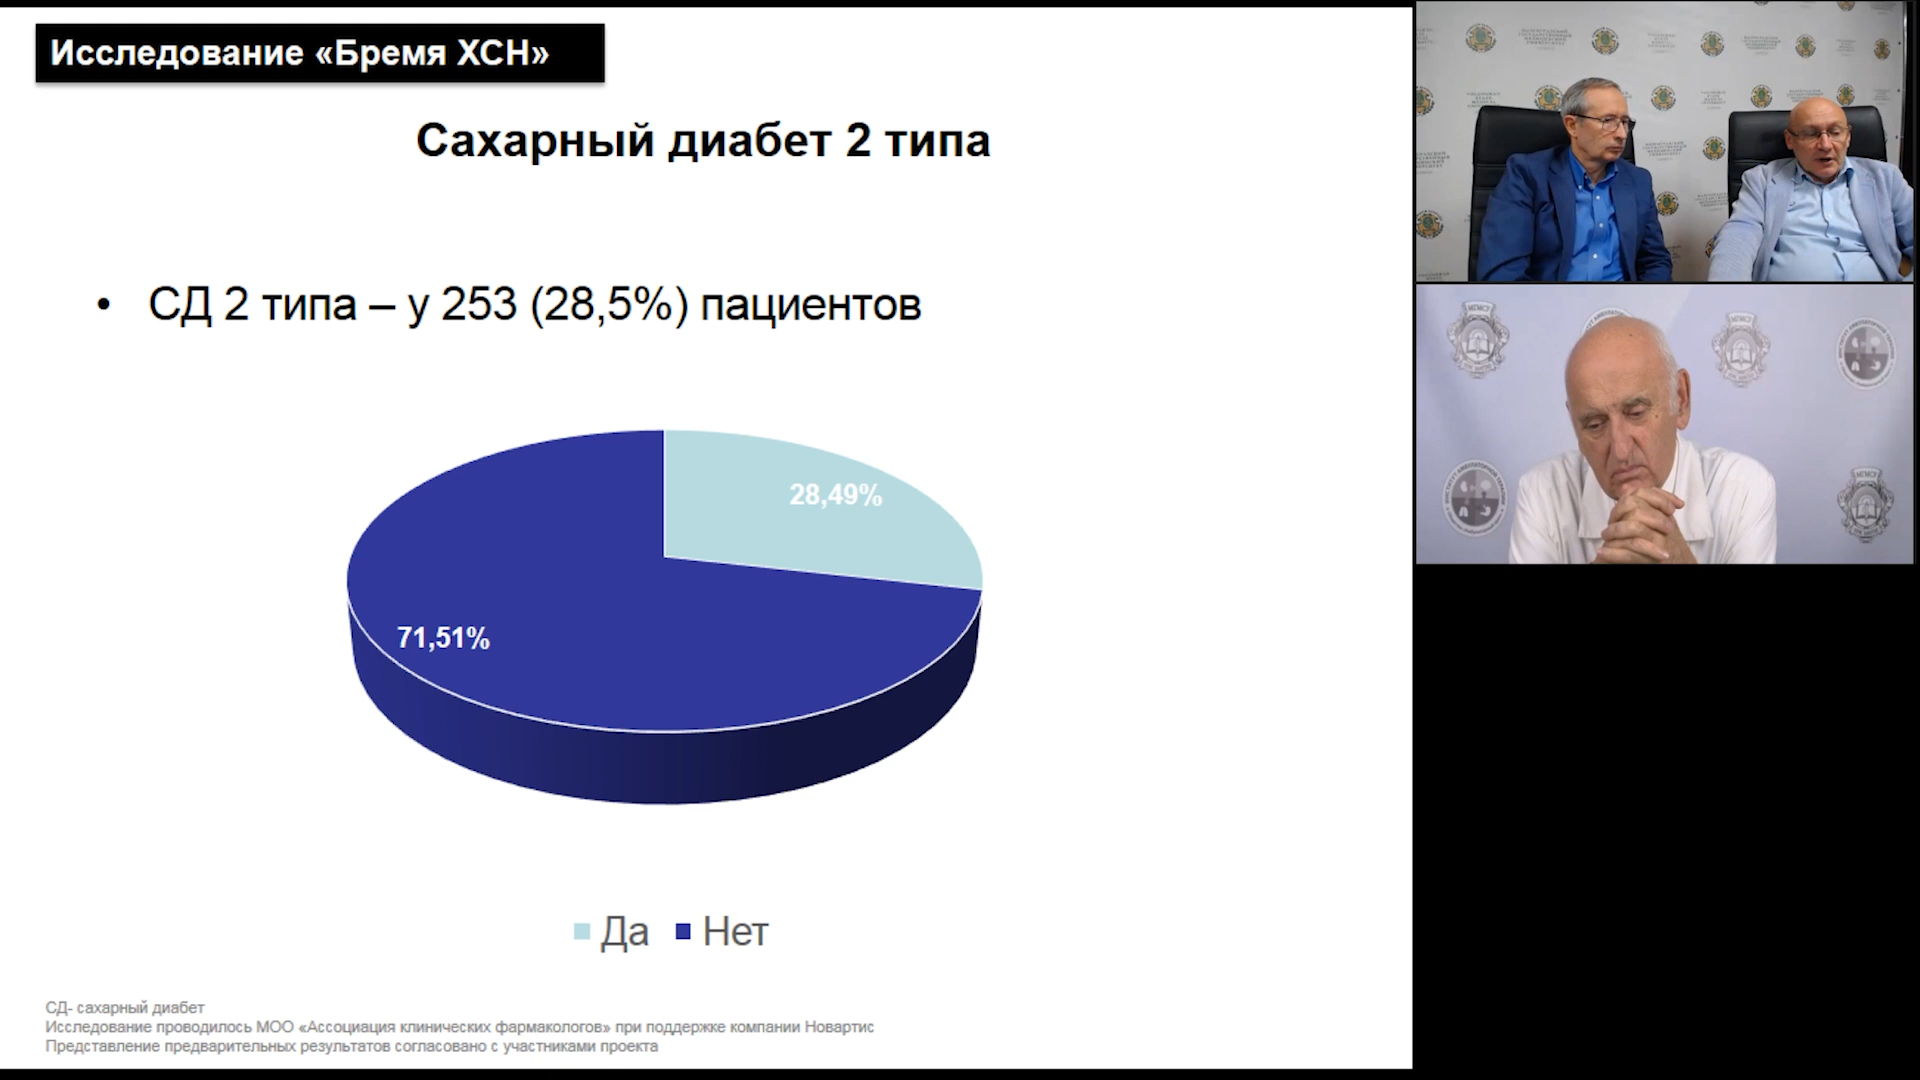 Исследование «Бремя ХСН»
Сахарный диабет 2 типа
• СД 2 типа – у 253 (28,5%) пациентов
28,49%
71,51%
Да
Нет
СД- сахарный диабет
Исследование проводилось МОО «Ассоциация клинических фармакологов» при поддержке компании Новартис
Представление предварительных результатов согласовано с участниками проекта